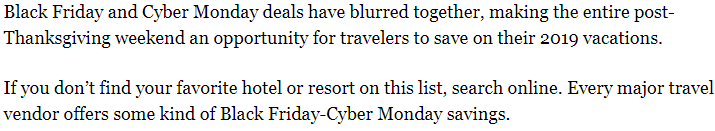 Black Friday and Cyber Monday deals have blurred together, making the entire post-
Thanksgiving weekend an opportunity for travelers to save on their 2019 vacations.
If you don’t find your favorite hotel or resort on this list, search online. Every major travel
vendor offers some kind of Black Friday-Cyber Monday savings.